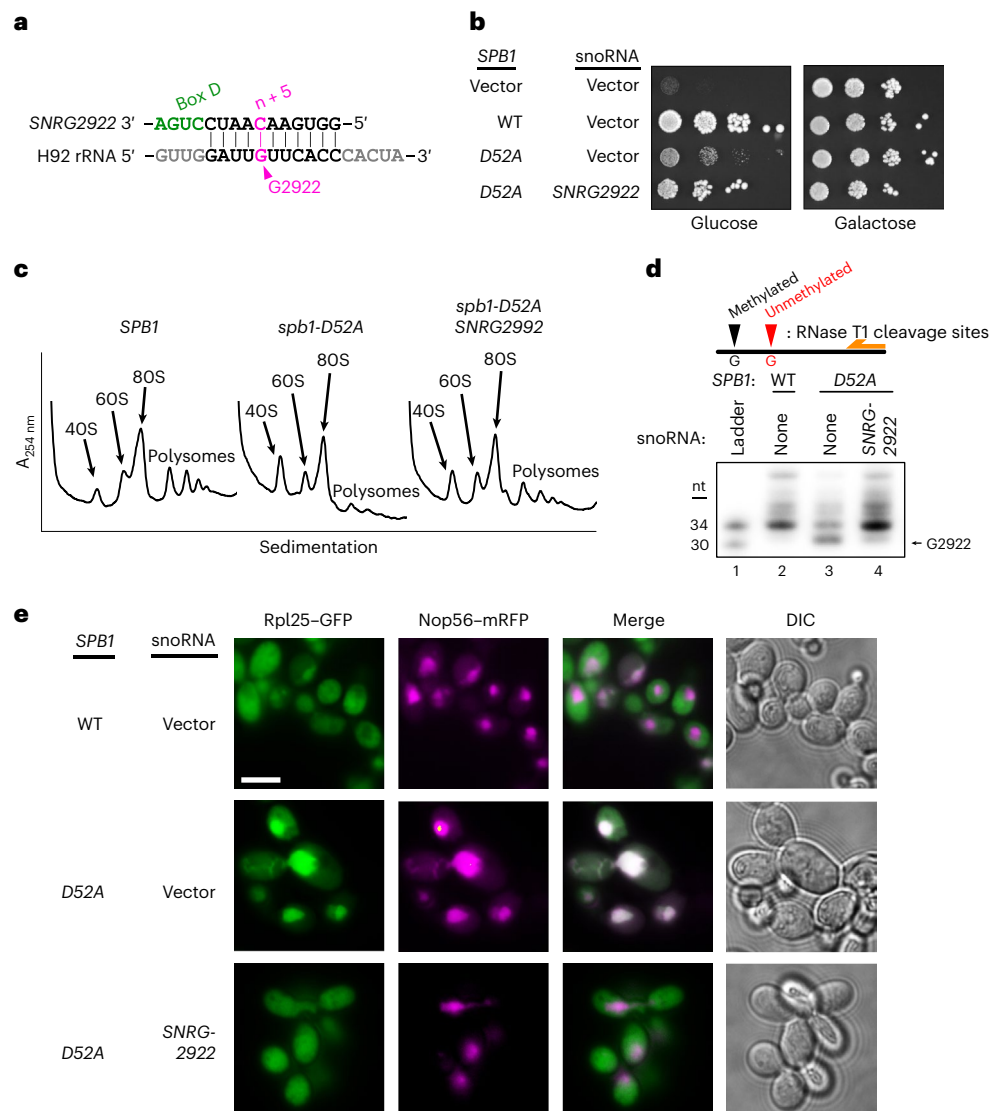 a
Box D
n + 5
SNRG2922 3′ –AGUCCUAACAAGUGG–5′
H92 rRNA 5′ –GUUGGAUUGUUCACCCACUA–3′
G2922
b
SPB1 snoRNA
Vector Vector
WT Vector
D52A Vector
D52A SNRG2922
Glucose Galactose
c
SPB1
spb1-D52A
spb1-D52A
SNRG2992
A254 nm
40S 60S 80S Polysomes
40S 60S 80S Polysomes
40S 60S 80S Polysomes
Sedimentation
d
Methylated
Unmethylated
: RNase T1 cleavage sites
G G
SPB1: WT D52A
snoRNA: Ladder None None SNRG-
2922
nt
34
30
G2922
1 2 3 4
e
SPB1 snoRNA Rpl25–GFP Nop56–mRFP Merge DIC
WT Vector
D52A Vector
D52A SNRG-
2922